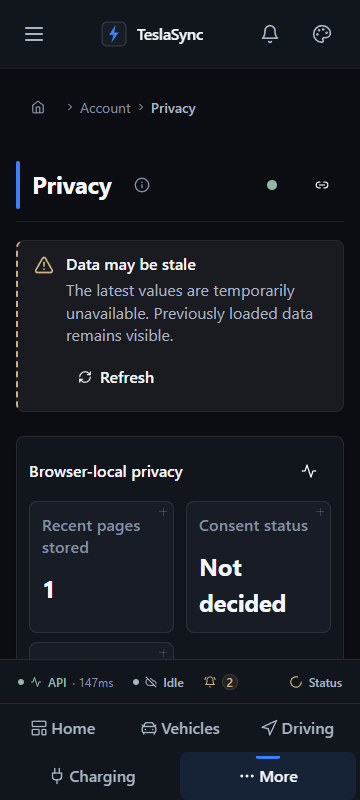 TeslaSync
Account
Privacy
Privacy
Data may be stale
The latest values are temporarily
unavailable. Previously loaded data
remains visible.
Refresh
Browser-local privacy
Recent pages
stored
1
Consent status
Not
decided
API · 147ms
Idle
2
Status
Home
Vehicles
Driving
Charging
More